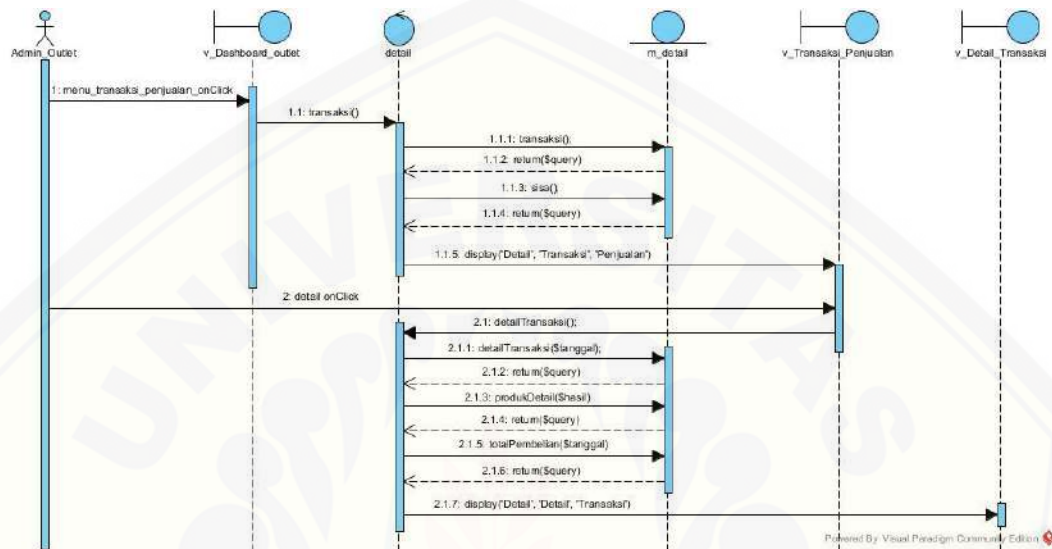 Admin_Outlet
v_Dashboard_outlet
detail
m_detail
v_Transaksi_Penjualan
v_Detail_Transaksi
1: menu_transaksi_penjualan_onClick
1.1: transaksi()
1.1.1: transaksi();
1.1.2: return($query)
1.1.3: sisa();
1.1.4: return($query)
1.1.5: display('Detail', 'Transaksi', 'Penjualan')
2: detail onClick
2.1: detailTransaksi();
2.1.1: detailTransaksi($tanggal);
2.1.2: return($query)
2.1.3: produkDetail($hasil)
2.1.4: return($query)
2.1.5: totalPembelian($tanggal)
2.1.6: return($query)
2.1.7: display('Detail', 'Detail', 'Transaksi')
UNIVERSITAS
Powered By Visual Paradigm Community Edition